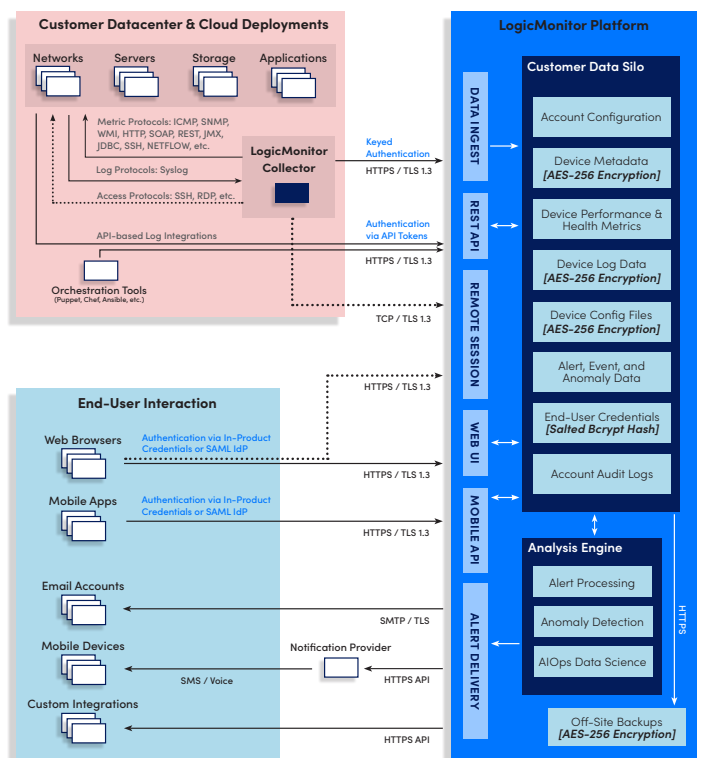 Customer Datacenter & Cloud Deployments
Networks
Servers
Storage
Applications
Metric Protocols: ICMP, SNMP,
WMI, HTTP, SOAP, REST, JMX,
JDBC, SSH, NETFLOW, etc.
Log Protocols: Syslog
Access Protocols: SSH, RDP, etc.
LogicMonitor
Collector
API-based Log Integrations
Orchestration Tools
(Puppet, Chef, Ansible, etc.)
Keyed
Authentication
HTTPS / TLS 1.3
Authentication
via API Tokens
HTTPS / TLS 1.3
TCP / TLS 1.3
HTTPS / TLS 1.3
End-User Interaction
Web Browsers
Authentication via In-Product
Credentials or SAML IdP
HTTPS / TLS 1.3
Mobile Apps
Authentication via In-Product
Credentials or SAML IdP
HTTPS / TLS 1.3
Email Accounts
SMTP / TLS
Mobile Devices
SMS / Voice
Notification Provider
HTTPS API
Custom Integrations
HTTPS API
LogicMonitor Platform
DATA INGEST
REST API
REMOTE SESSION
WEB UI
MOBILE API
ALERT DELIVERY
Customer Data Silo
Account Configuration
Device Metadata
[AES-256 Encryption]
Device Performance &
Health Metrics
Device Log Data
[AES-256 Encryption]
Device Config Files
[AES-256 Encryption]
Alert, Event, and
Anomaly Data
End-User Credentials
[Salted Bcrypt Hash]
Account Audit Logs
Analysis Engine
Alert Processing
Anomaly Detection
AIOps Data Science
HTTPS
Off-Site Backups
[AES-256 Encryption]